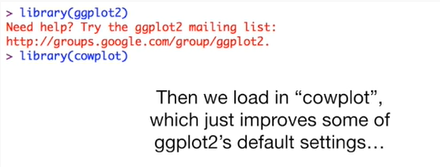 > library(ggplot2)
Need help? Try the ggplot2 mailing list:
http://groups.google.com/group/ggplot2.
> library(cowplot)
Then we load in “cowplot”,
which just improves some of
ggplot2’s default settings…